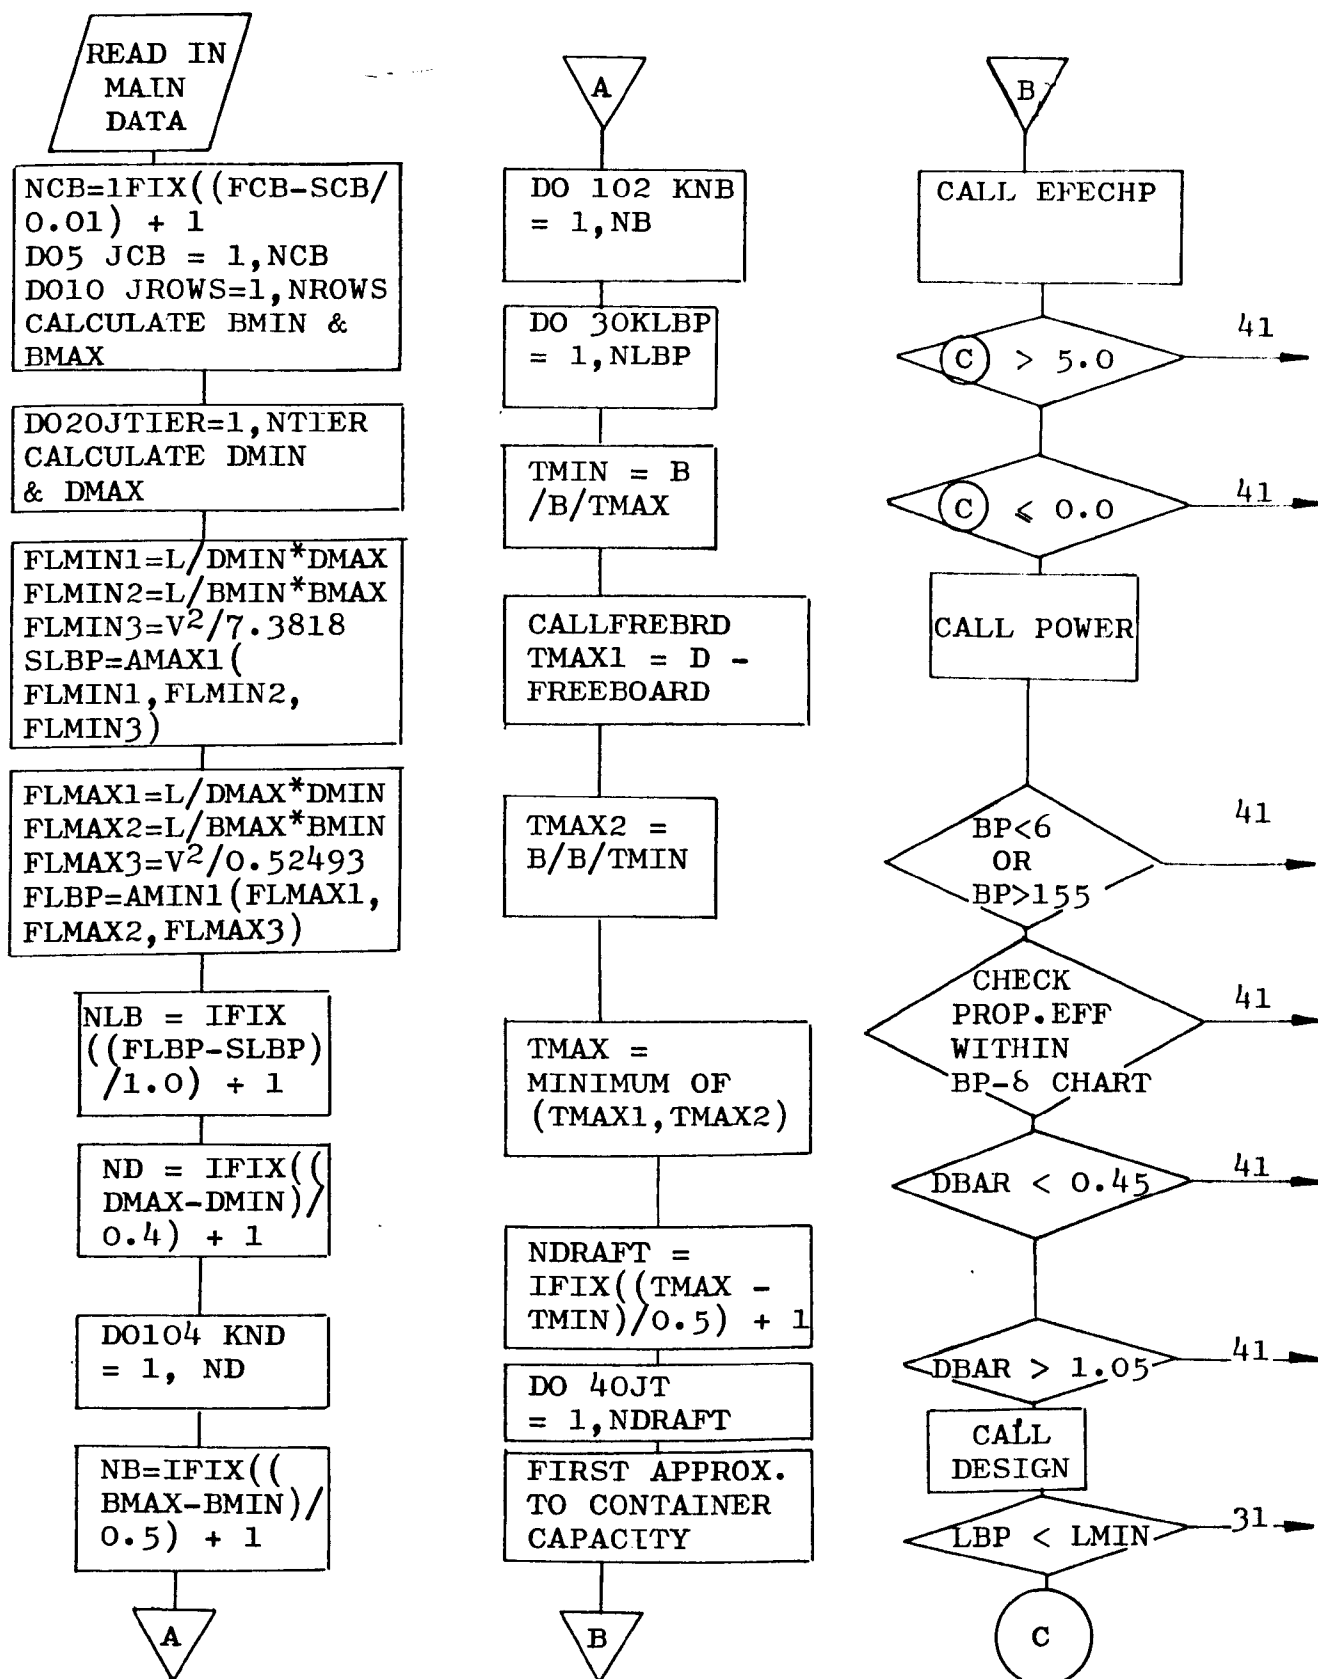 READ IN
MAIN
DATA
NCB=1FIX((FCB-SCB/
0.01) + 1
DO5 JCB = 1,NCB
DO10 JROWS=1,NROWS
CALCULATE BMIN &
BMAX
DO20JTIER=1,NTIER
CALCULATE DMIN
& DMAX
FLMIN1=L/DMIN*DMAX
FLMIN2=L/BMIN*BMAX
FLMIN3=V²/7.3818
SLBP=AMAX1(
FLMIN1,FLMIN2,
FLMIN3)
FLMAX1=L/DMAX*DMIN
FLMAX2=L/BMAX*BMIN
FLMAX3=V²/0.52493
FLBP=AMIN1(FLMAX1,
FLMAX2,FLMAX3)
NLB = IFIX
((FLBP-SLBP)
/1.0) + 1
ND = IFIX((
DMAX-DMIN)/
0.4) + 1
DO104 KND
= 1, ND
NB=IFIX((
BMAX-BMIN)/
0.5) + 1
A
A
DO 102 KNB
= 1,NB
DO 30KLBP
= 1,NLBP
TMIN = B
/B/TMAX
CALLFREBRD
TMAX1 = D -
FREEBOARD
TMAX2 =
B/B/TMIN
TMAX =
MINIMUM OF
(TMAX1,TMAX2)
NDRAFT =
IFIX((TMAX -
TMIN)/0.5) + 1
DO 40JT
= 1,NDRAFT
FIRST APPROX.
TO CONTAINER
CAPACITY
B
B
CALL EFECHP
C > 5.0
41
C ⩽ 0.0
41
CALL POWER
BP<6
OR
BP>155
41
CHECK
PROP.EFF
WITHIN
BP-δ CHART
41
DBAR < 0.45
41
DBAR > 1.05
41
CALL
DESIGN
LBP < LMIN
31
C